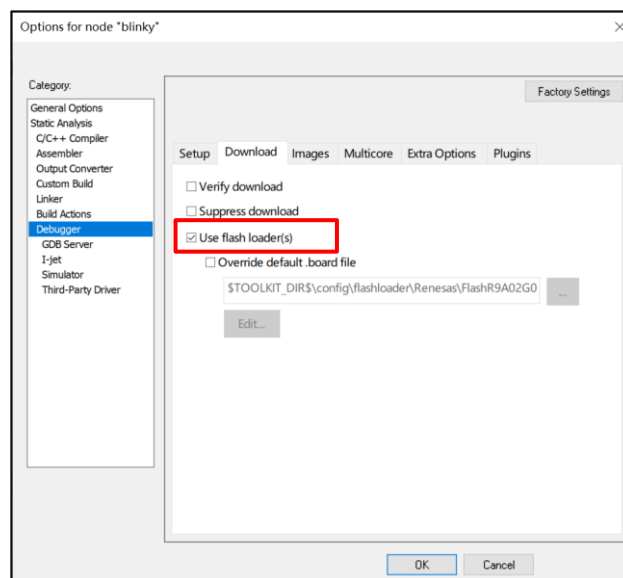 Options for node "blinky"
Category:
Factory Settings
General Options
Static Analysis
C/C++ Compiler
Assembler
Output Converter
Custom Build
Linker
Build Actions
Debugger
GDB Server
I-jet
Simulator
Third-Party Driver
Setup Download Images Multicore Extra Options Plugins
Verify download
Suppress download
Use flash loader(s)
Override default .board file
$TOOLKIT_DIR$\config\flashloader\Renesas\FlashR9A02G0
...
Edit...
OK Cancel